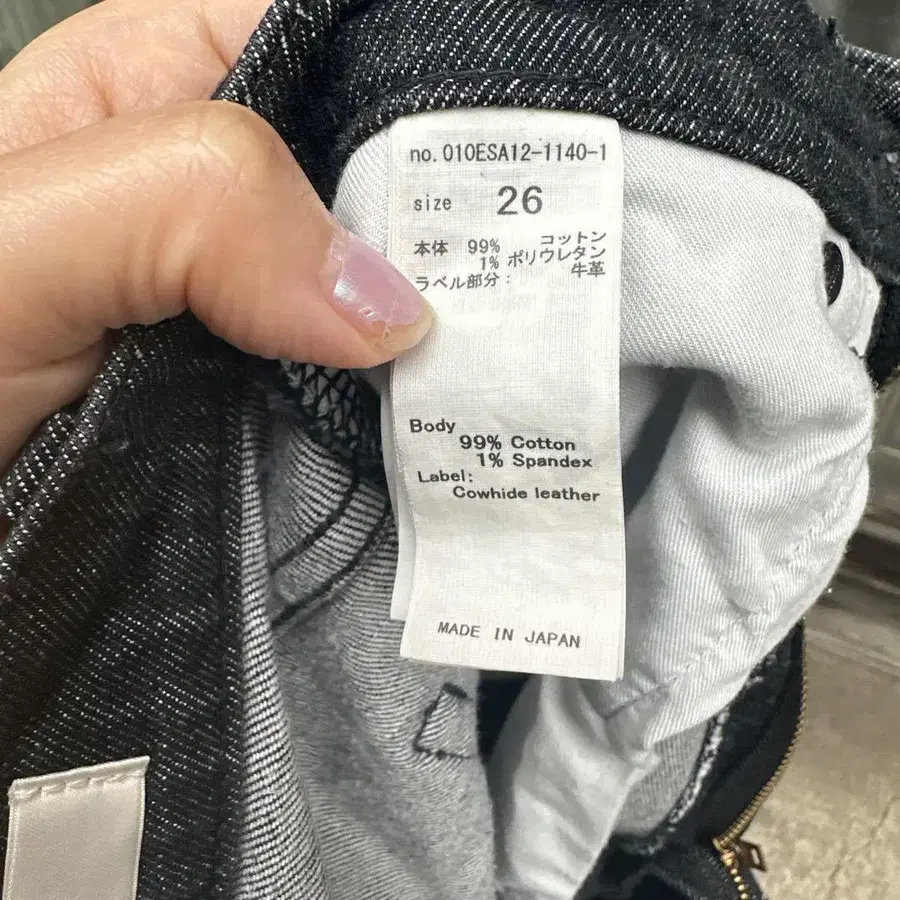 no. 010ESA12-1140-1
size 26
本体 99% コットン
1% ポリウレタン
ラベル部分: 牛革
Body
99% Cotton
1% Spandex
Label:
Cowhide leather
MADE IN JAPAN